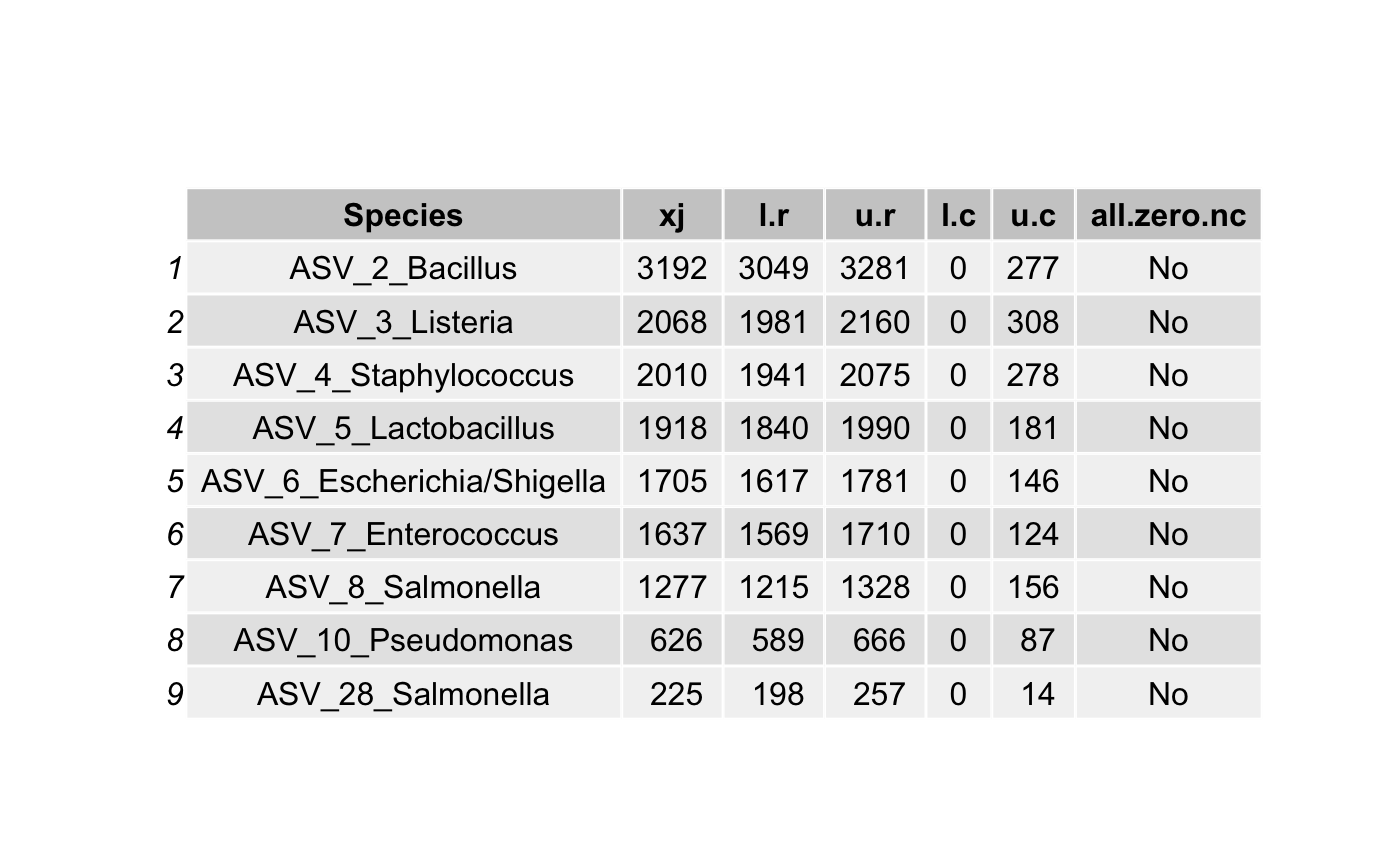 Species xj l.r u.r l.c u.c all.zero.nc
1 ASV_2_Bacillus 3192 3049 3281 0 277 No
2 ASV_3_Listeria 2068 1981 2160 0 308 No
3 ASV_4_Staphylococcus 2010 1941 2075 0 278 No
4 ASV_5_Lactobacillus 1918 1840 1990 0 181 No
5 ASV_6_Escherichia/Shigella 1705 1617 1781 0 146 No
6 ASV_7_Enterococcus 1637 1569 1710 0 124 No
7 ASV_8_Salmonella 1277 1215 1328 0 156 No
8 ASV_10_Pseudomonas 626 589 666 0 87 No
9 ASV_28_Salmonella 225 198 257 0 14 No